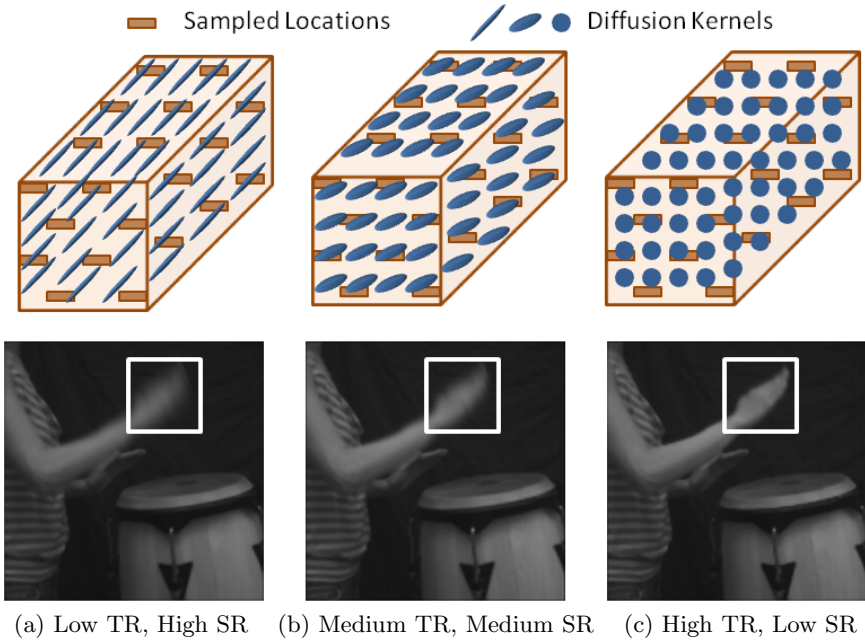 Sampled Locations
Diffusion Kernels
(a) Low TR, High SR
(b) Medium TR, Medium SR
(c) High TR, Low SR